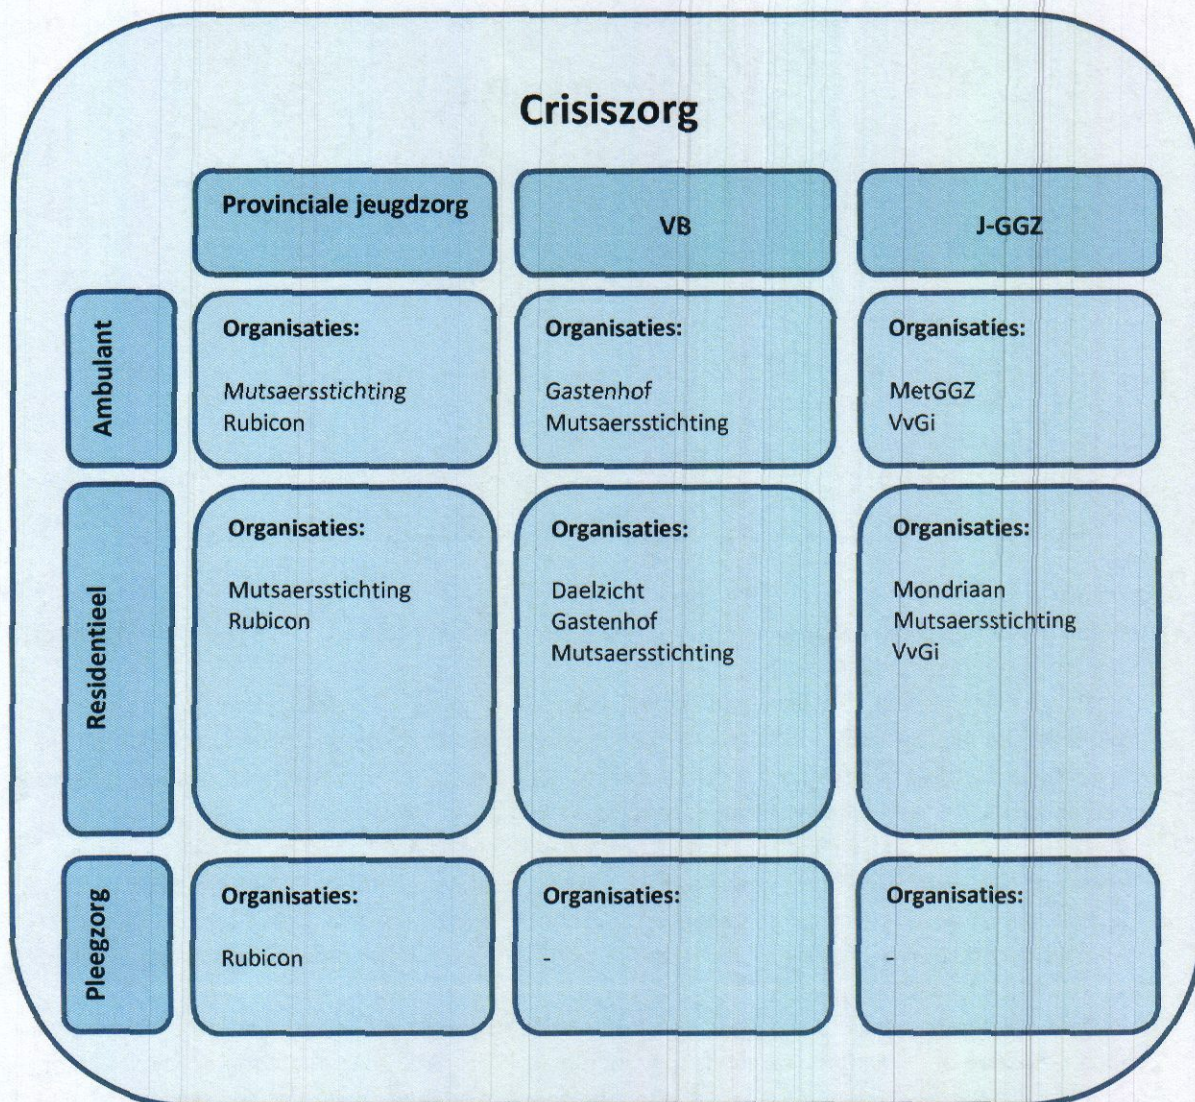 Crisiszorg
Provinciale jeugdzorg
VB
J-GGZ
Ambulant
Organisaties:
Mutsaersstichting
Rubicon
Organisaties:
Gastenhof
Mutsaersstichting
Organisaties:
MetGGZ
VvGi
Residentieel
Organisaties:
Mutsaersstichting
Rubicon
Organisaties:
Daelzicht
Gastenhof
Mutsaersstichting
Organisaties:
Mondriaan
Mutsaersstichting
VvGi
Pleegzorg
Organisaties:
Rubicon
Organisaties:
-
Organisaties:
-